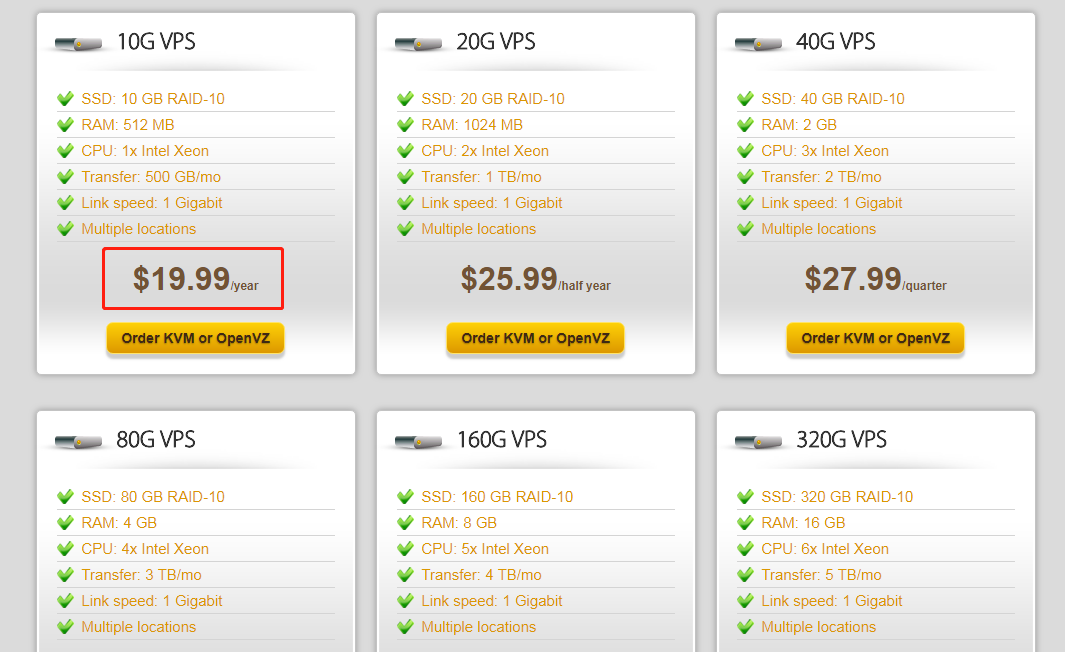 10G VPS
SSD: 10 GB RAID-10
RAM: 512 MB
CPU: 1x Intel Xeon
Transfer: 500 GB/mo
Link speed: 1 Gigabit
Multiple locations
$19.99/year
Order KVM or OpenVZ
20G VPS
SSD: 20 GB RAID-10
RAM: 1024 MB
CPU: 2x Intel Xeon
Transfer: 1 TB/mo
Link speed: 1 Gigabit
Multiple locations
$25.99/half year
Order KVM or OpenVZ
40G VPS
SSD: 40 GB RAID-10
RAM: 2 GB
CPU: 3x Intel Xeon
Transfer: 2 TB/mo
Link speed: 1 Gigabit
Multiple locations
$27.99/quarter
Order KVM or OpenVZ
80G VPS
SSD: 80 GB RAID-10
RAM: 4 GB
CPU: 4x Intel Xeon
Transfer: 3 TB/mo
Link speed: 1 Gigabit
Multiple locations
160G VPS
SSD: 160 GB RAID-10
RAM: 8 GB
CPU: 5x Intel Xeon
Transfer: 4 TB/mo
Link speed: 1 Gigabit
Multiple locations
320G VPS
SSD: 320 GB RAID-10
RAM: 16 GB
CPU: 6x Intel Xeon
Transfer: 5 TB/mo
Link speed: 1 Gigabit
Multiple locations